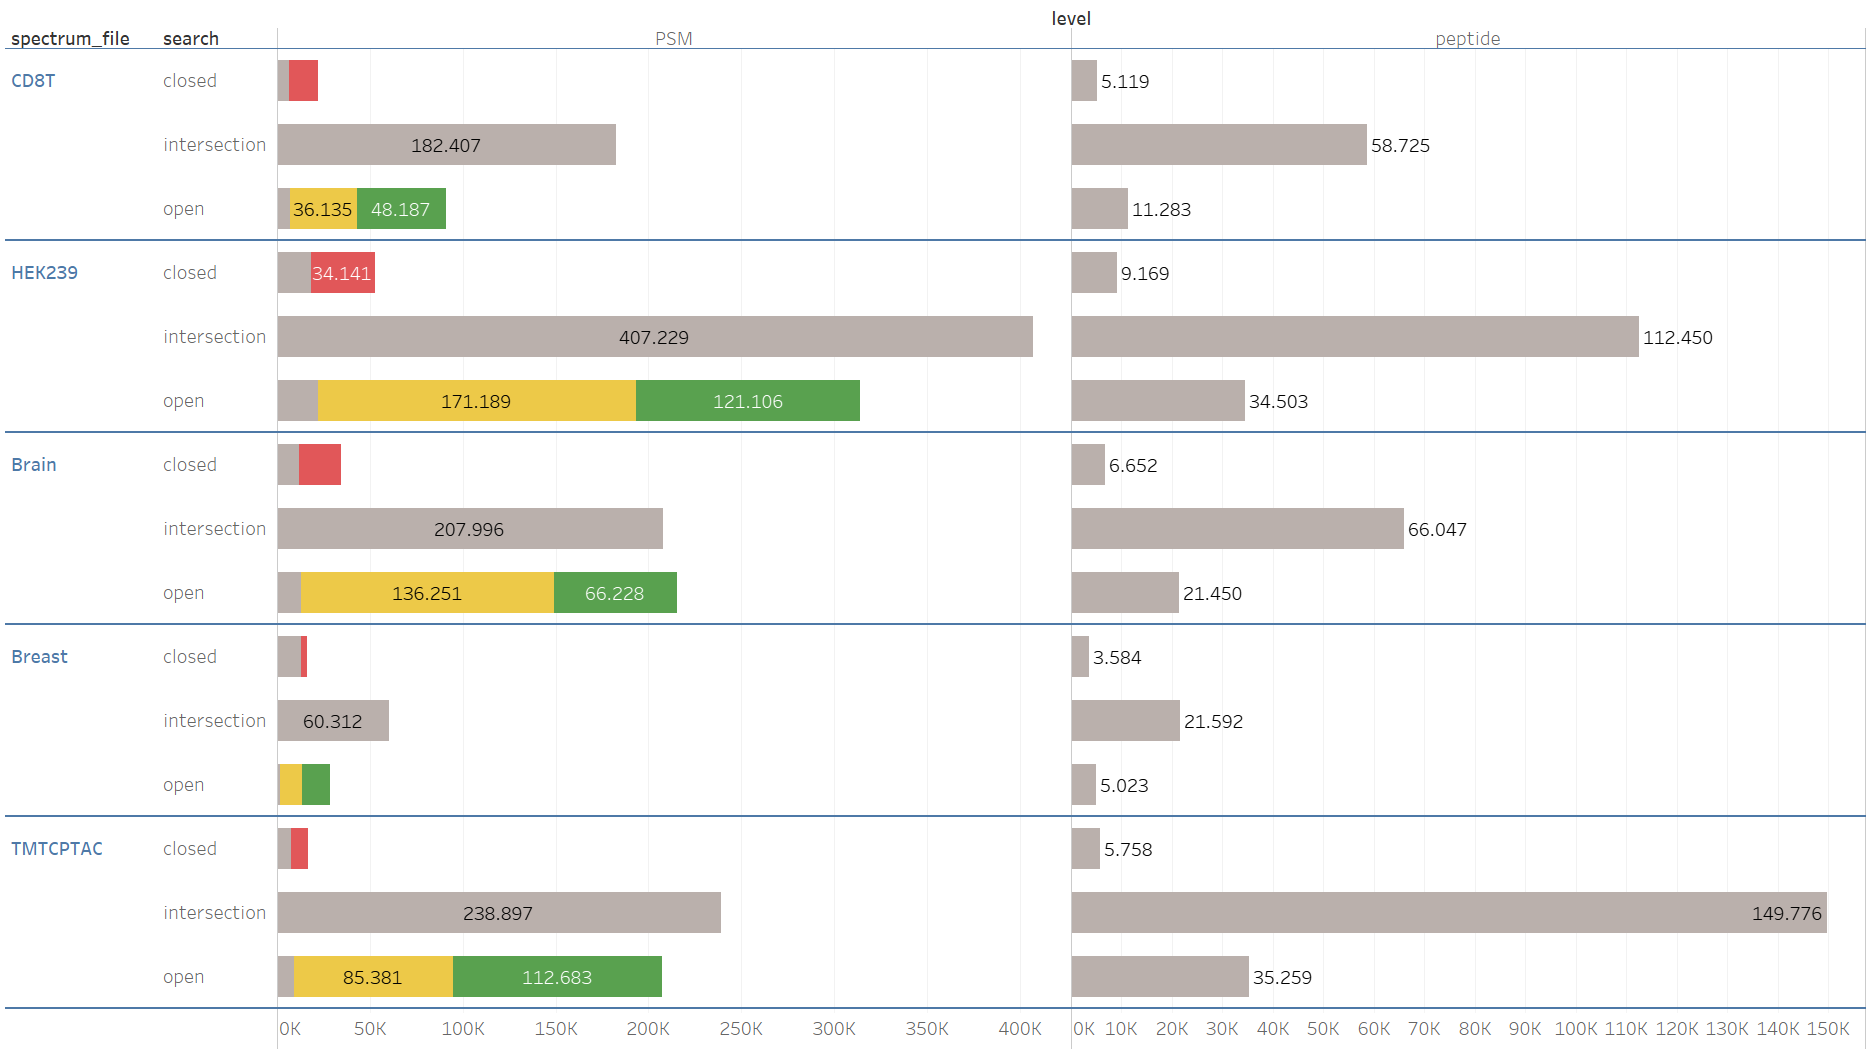 level
spectrum_file search PSM peptide
CD8T closed 5.119
intersection 182.407 58.725
open 36.135 48.187 11.283
HEK239 closed 34.141 9.169
intersection 407.229 112.450
open 171.189 121.106 34.503
Brain closed 6.652
intersection 207.996 66.047
open 136.251 66.228 21.450
Breast closed 3.584
intersection 60.312 21.592
open 5.023
TMTCPTAC closed 5.758
intersection 238.897 149.776
open 85.381 112.683 35.259
0K 50K 100K 150K 200K 250K 300K 350K 400K 0K 10K 20K 30K 40K 50K 60K 70K 80K 90K 100K 110K 120K 130K 140K 150K